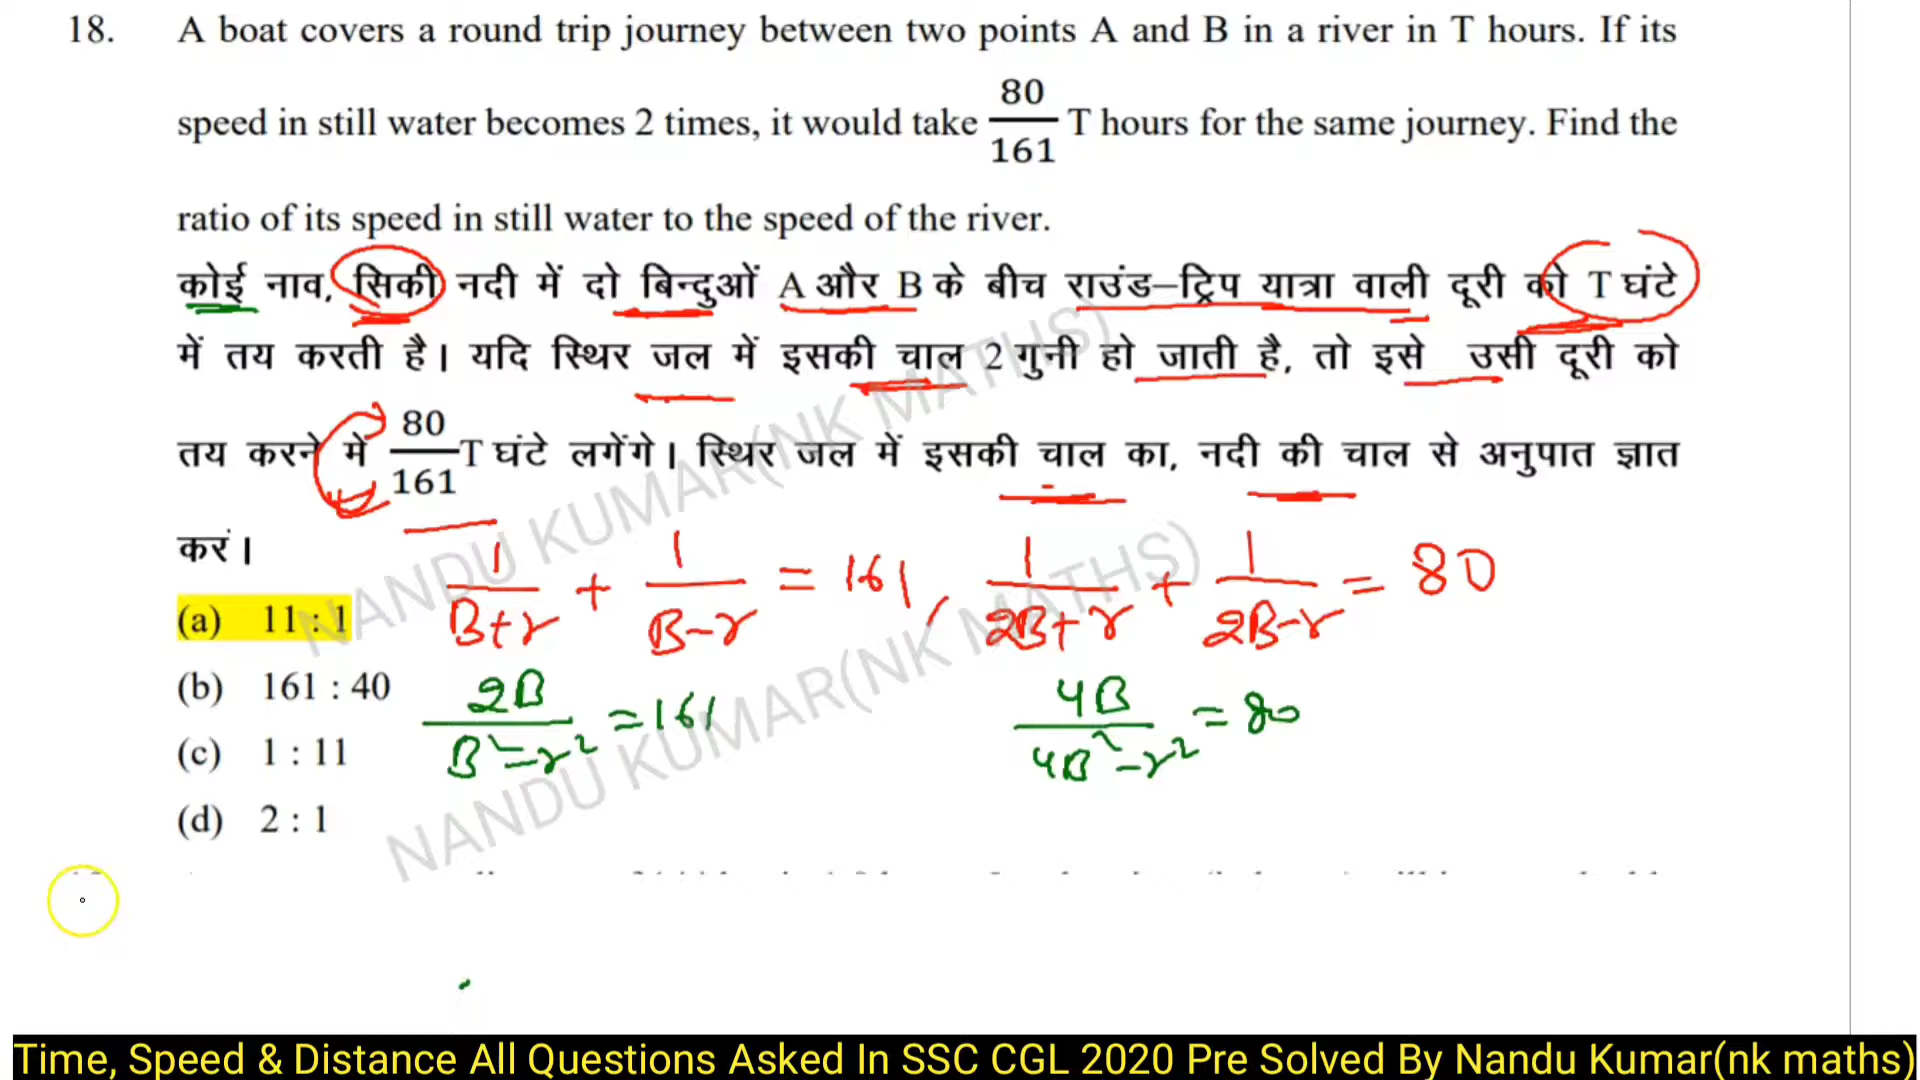 18. A boat covers a round trip journey between two points A and B in a river in T hours. If its
speed in still water becomes 2 times, it would take 80/161 T hours for the same journey. Find the
ratio of its speed in still water to the speed of the river.
कोई नाव, सिकी नदी में दो बिन्दुओं A और B के बीच राउंड–ट्रिप यात्रा वाली दूरी को T घंटे
में तय करती है। यदि स्थिर जल में इसकी चाल 2 गुनी हो जाती है, तो इसे उसी दूरी को
तय करने में 80/161 T घंटे लगेंगे। स्थिर जल में इसकी चाल का, नदी की चाल से अनुपात ज्ञात
करं।
1/(B+r) + 1/(B-r) = 161, 1/(2B+r) + 1/(2B-r) = 80
(a) 11 : 1
(b) 161 : 40
2B/(B²-r²) = 161 4B/(4B²-r²) = 80
(c) 1 : 11
(d) 2 : 1
NANDU KUMAR(NK MATHS)
NANDU KUMAR(NK MATHS)
Time, Speed & Distance All Questions Asked In SSC CGL 2020 Pre Solved By Nandu Kumar(nk maths)